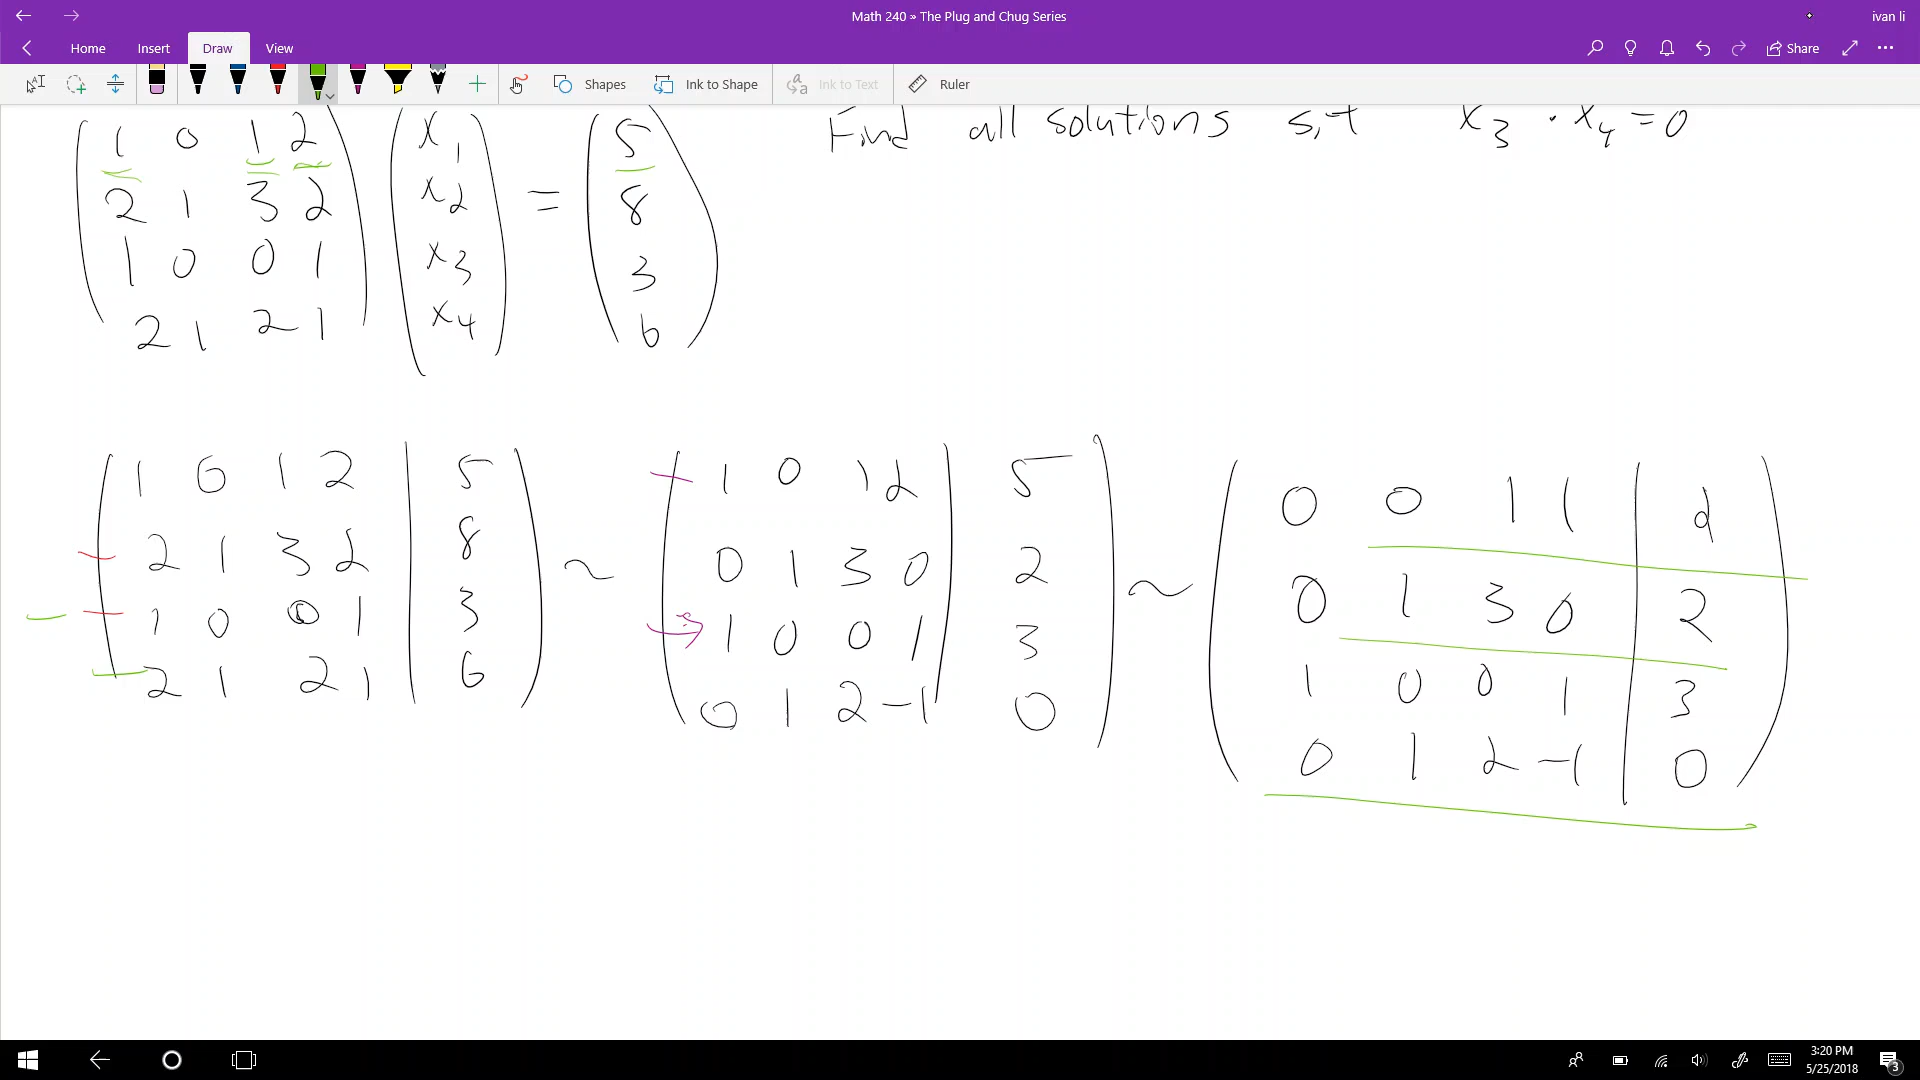 Math 240 » The Plug and Chug Series
ivan li
Home Insert Draw View
Share
Shapes Ink to Shape Ink to Text Ruler
Find all solutions s,t x3 · x4 = 0
1 0 1 2 x1 5
2 1 3 2 x2 = 8
1 0 0 1 x3 3
2 1 2 1 x4 6
1 0 1 2 | 5
2 1 3 2 | 8
1 0 0 1 | 3
2 1 2 1 | 6
~
1 0 1 2 | 5
0 1 3 0 | 2
1 0 0 1 | 3
0 1 2 -1 | 0
~
0 0 1 1 | 2
0 1 3 0 | 2
1 0 0 1 | 3
0 1 2 -1 | 0
3:20 PM
5/25/2018
3